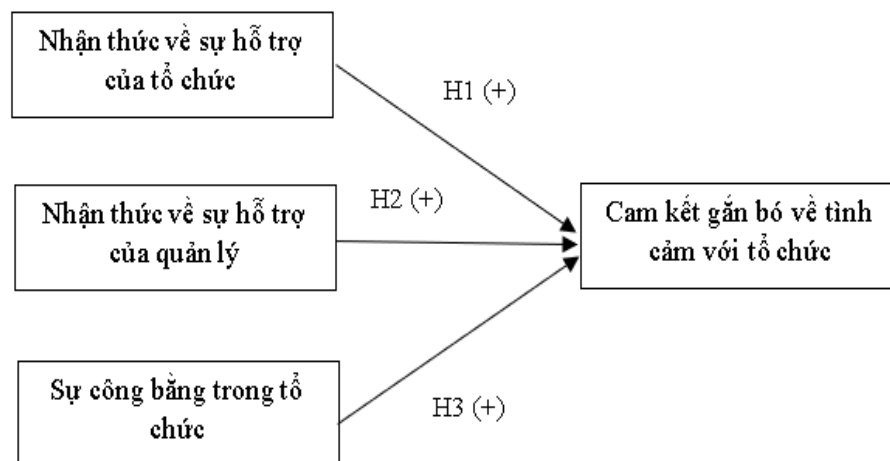 Nhận thức về sự hỗ trợ
của tổ chức
H1 (+)
Nhận thức về sự hỗ trợ
của quản lý
H2 (+)
Cam kết gắn bó về tình
cảm với tổ chức
Sự công bằng trong tổ
chức
H3 (+)